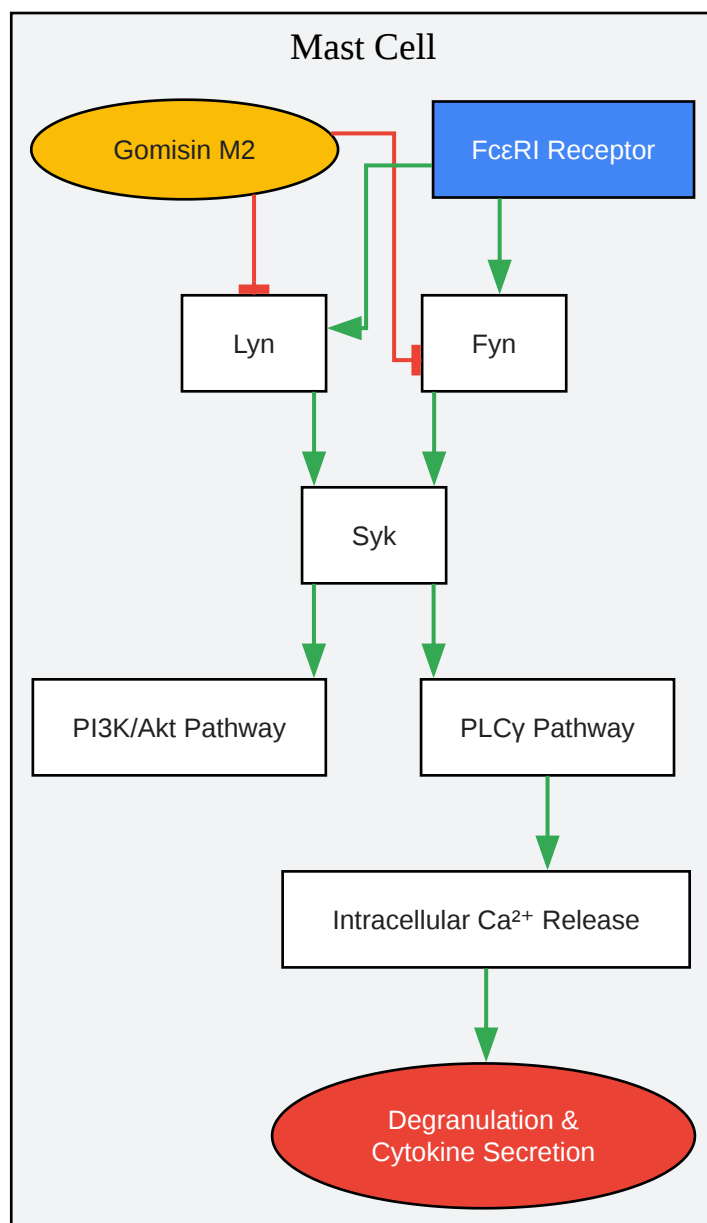 Mast Cell
Gomisin M2
FcεRI Receptor
Lyn
Fyn
Syk
PI3K/Akt Pathway
PLCγ Pathway
Intracellular Ca²⁺ Release
Degranulation &
Cytokine Secretion